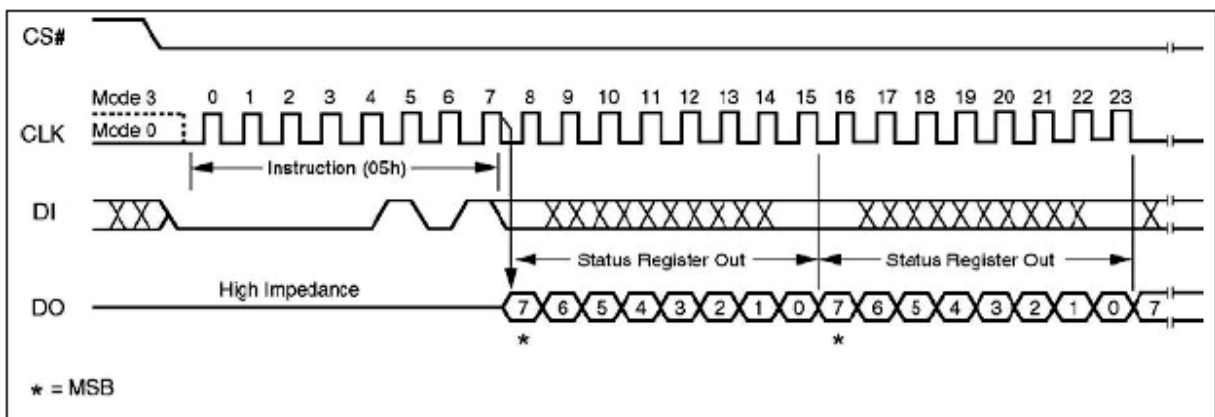 CS#
Mode 3 0 1 2 3 4 5 6 7 8 9 10 11 12 13 14 15 16 17 18 19 20 21 22 23
CLK Mode 0
Instruction (05h)
DI
Status Register Out Status Register Out
High Impedance
DO 7 6 5 4 3 2 1 0 7 6 5 4 3 2 1 0 7
* *
* = MSB